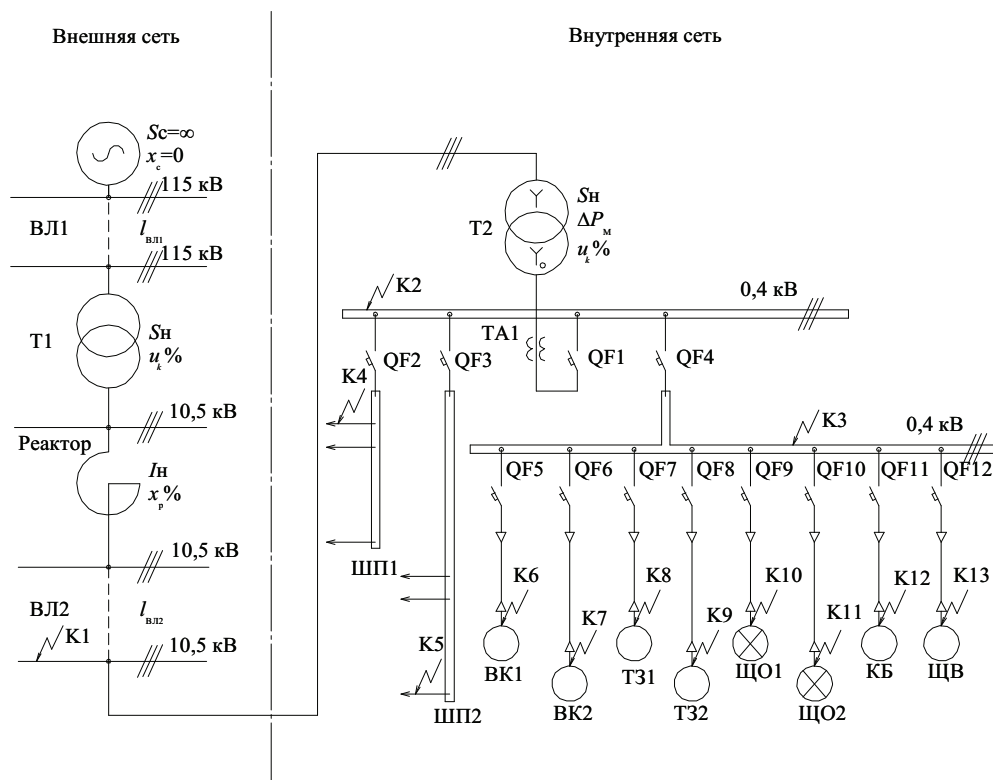 Внешняя сеть
Внутренняя сеть
Sс=∞
xс=0
115 кВ
ВЛ1
lВЛ1
115 кВ
Т1
Sн
uk%
10,5 кВ
Реактор
Iн
xр%
10,5 кВ
ВЛ2
lВЛ2
К1
10,5 кВ
Т2
Sн
ΔPм
uk%
К2
0,4 кВ
ТА1
QF2
QF3
QF1
QF4
К4
К3
0,4 кВ
QF5
QF6
QF7
QF8
QF9
QF10
QF11
QF12
ШП1
К5
ШП2
К6
К7
К8
К9
К10
К11
К12
К13
ВК1
ВК2
ТЗ1
ТЗ2
ЩО1
ЩО2
КБ
ЩВ